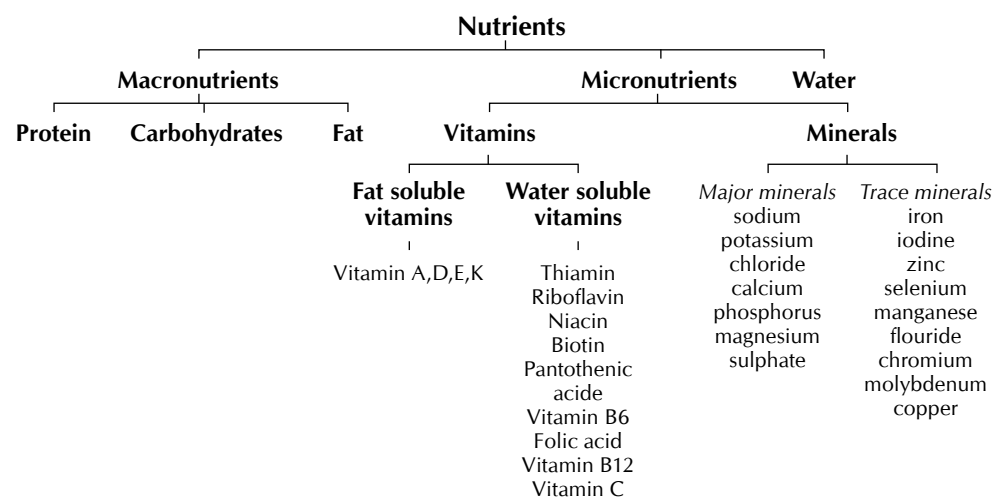 Nutrients
Macronutrients
Micronutrients
Water
Protein
Carbohydrates
Fat
Vitamins
Minerals
Fat soluble
vitamins
Vitamin A,D,E,K
Water soluble
vitamins
Thiamin
Riboflavin
Niacin
Biotin
Pantothenic
acide
Vitamin B6
Folic acid
Vitamin B12
Vitamin C
Major minerals
sodium
potassium
chloride
calcium
phosphorus
magnesium
sulphate
Trace minerals
iron
iodine
zinc
selenium
manganese
flouride
chromium
molybdenum
copper